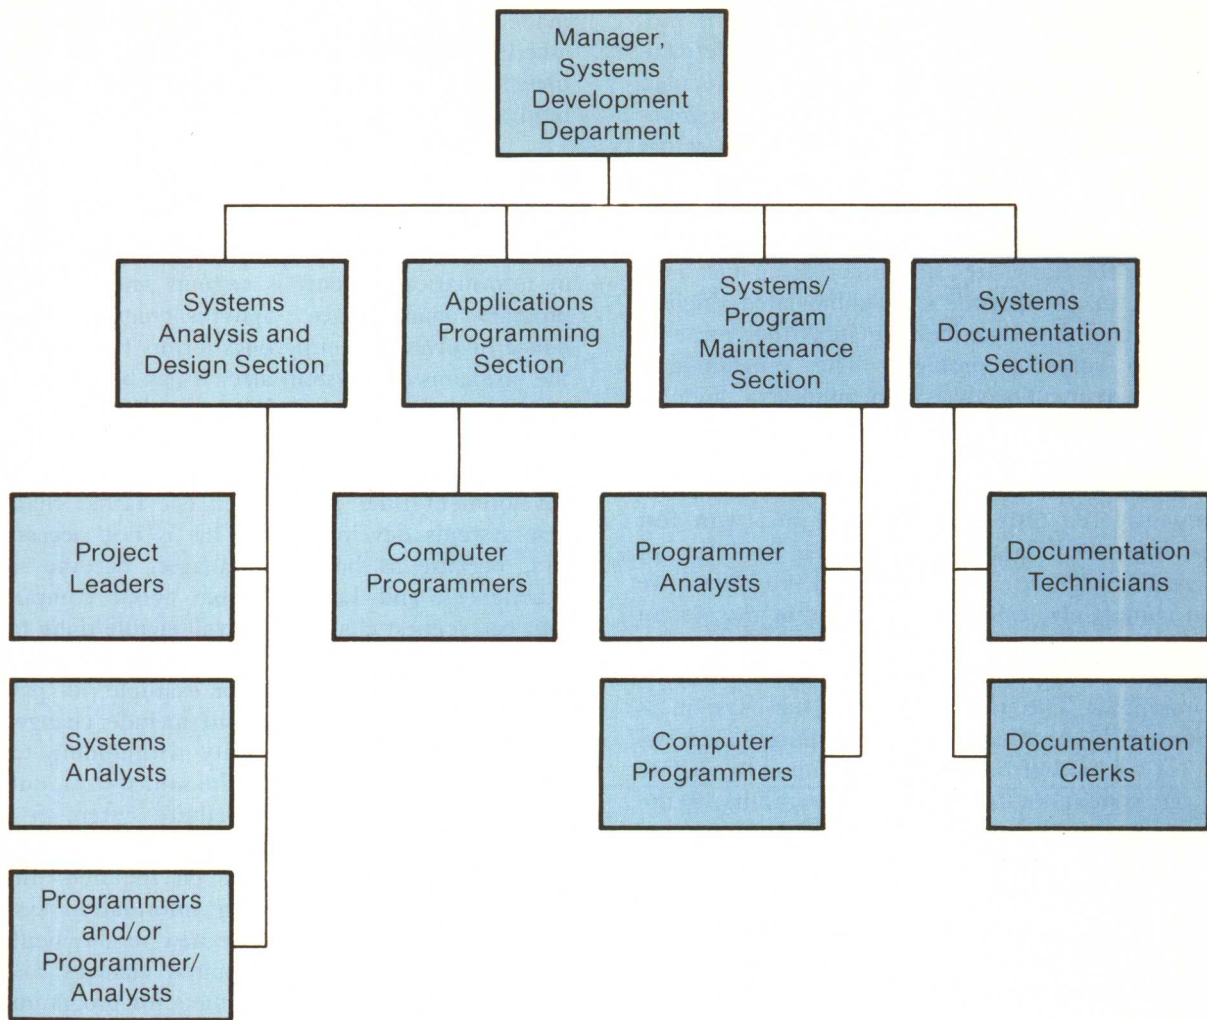 Manager,
Systems
Development
Department
Systems
Analysis and
Design Section
Applications
Programming
Section
Systems/
Program
Maintenance
Section
Systems
Documentation
Section
Project
Leaders
Computer
Programmers
Programmer
Analysts
Documentation
Technicians
Systems
Analysts
Computer
Programmers
Documentation
Clerks
Programmers
and/or
Programmer/
Analysts